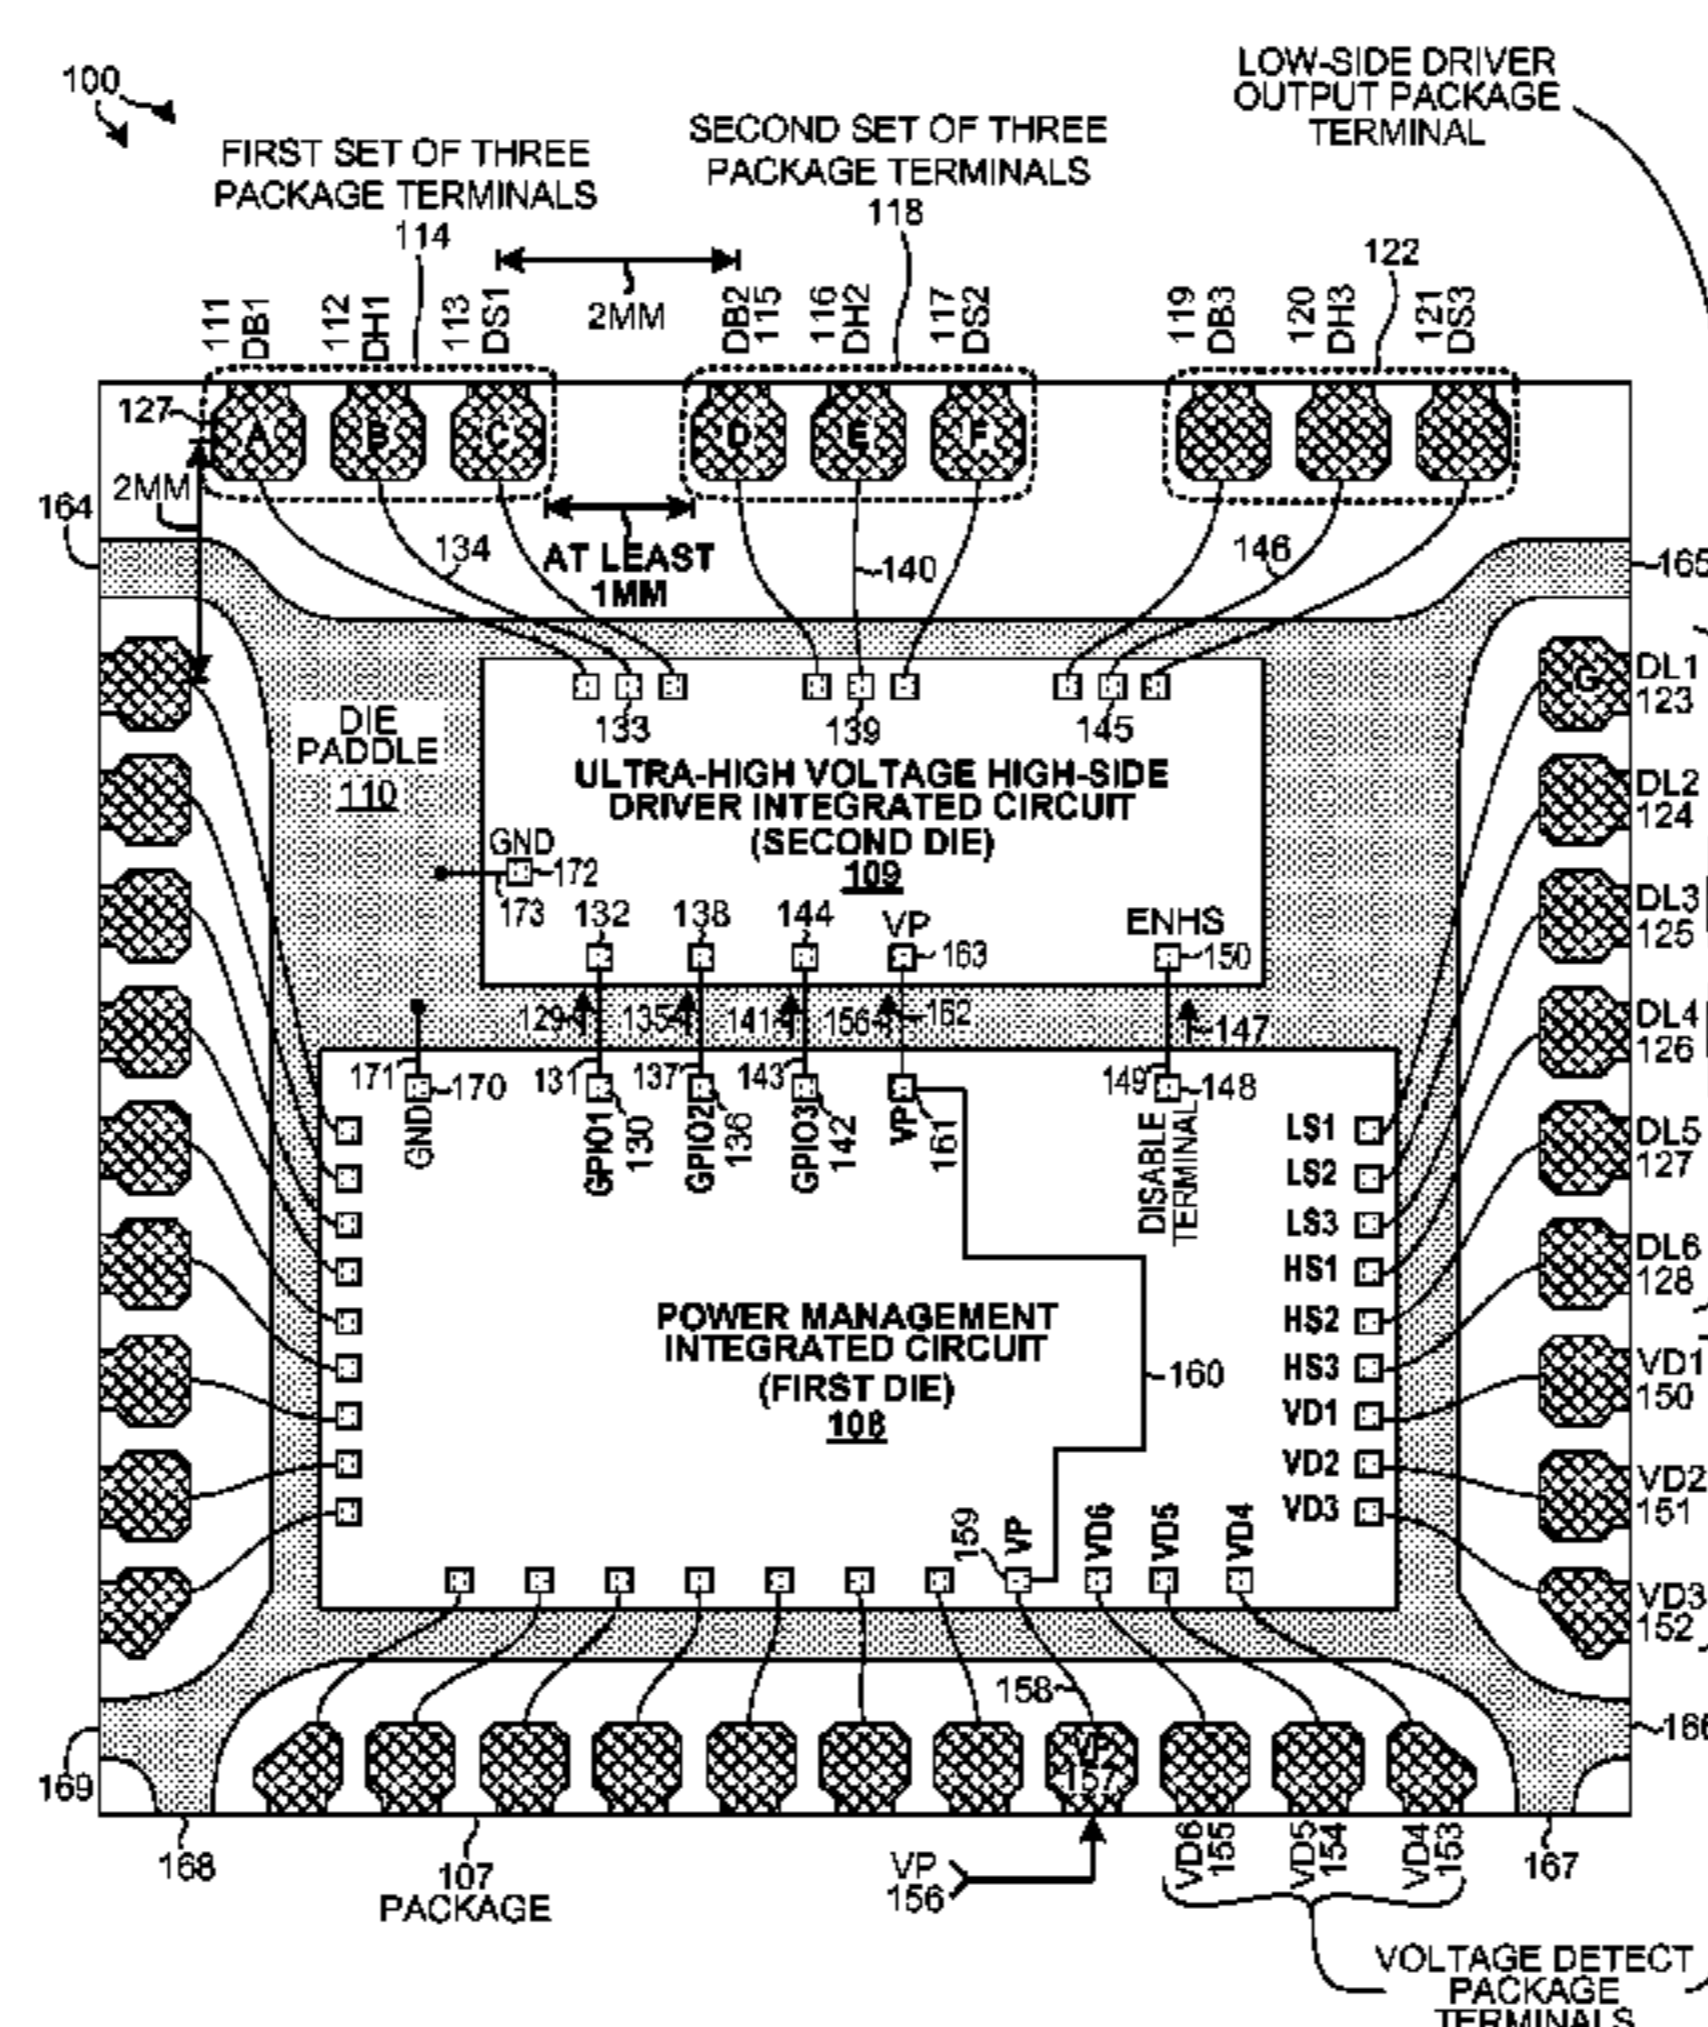 100
LOW-SIDE DRIVER
OUTPUT PACKAGE
TERMINAL
FIRST SET OF THREE
PACKAGE TERMINALS
114
SECOND SET OF THREE
PACKAGE TERMINALS
118
122
2MM
111
DB1
112
DH1
113
DS1
DB2
115
116
DH2
117
DS2
119
DB3
120
DH3
121
DS3
127
A
B
C
D
E
F
2MM
164
134
AT LEAST
1MM
140
146
165
133
139
145
DIE
PADDLE
110
ULTRA-HIGH VOLTAGE HIGH-SIDE
DRIVER INTEGRATED CIRCUIT
(SECOND DIE)
109
GND
172
173
132
138
144
VP
163
ENHS
150
129
135
141
156
162
147
171
170
GND
131
GPIO1
130
137
GPIO2
136
143
GPIO3
142
VP
161
149
148
DISABLE
TERMINAL
LS1
LS2
LS3
HS1
HS2
HS3
VD1
VD2
VD3
G
DL1
123
DL2
124
DL3
125
DL4
126
DL5
127
DL6
128
VD1
150
VD2
151
VD3
152
POWER MANAGEMENT
INTEGRATED CIRCUIT
(FIRST DIE)
108
160
159
VP
VD6
VD5
VD4
158
VP
157
166
169
168
107
PACKAGE
VP
156
VD6
155
VD5
154
VD4
153
167
VOLTAGE DETECT
PACKAGE
TERMINALS